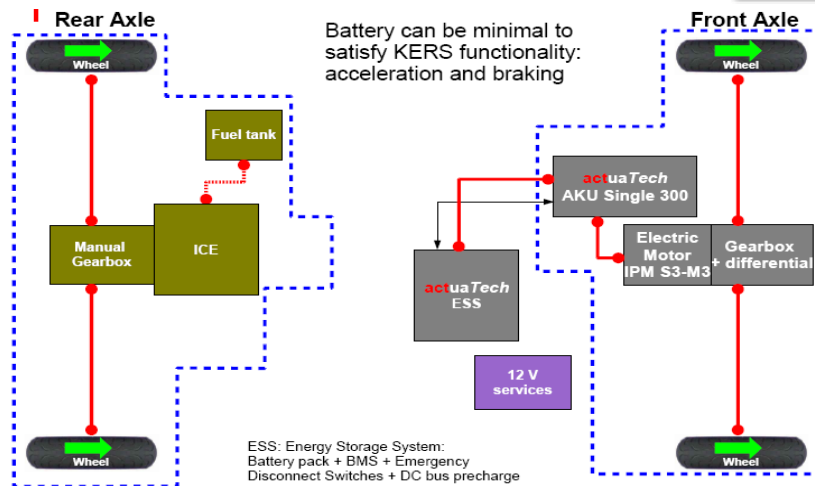 Rear Axle
Front Axle
Battery can be minimal to
satisfy KERS functionality:
acceleration and braking
Wheel
Wheel
Fuel tank
actuaTech
AKU Single 300
Manual
Gearbox
ICE
Electric
Motor
IPM S3-M3
Gearbox
+ differential
actuaTech
ESS
12 V
services
Wheel
Wheel
ESS: Energy Storage System:
Battery pack + BMS + Emergency
Disconnect Switches + DC bus precharge